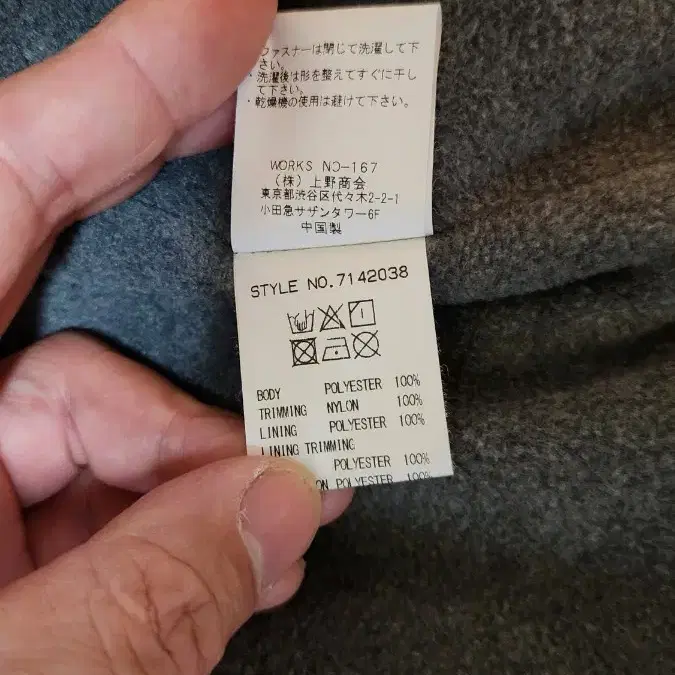 ファスナーは閉じて洗濯して下
さい。
・洗濯後は形を整えてすぐに干し
て下さい。
・乾燥機の使用は避けて下さい。
WORKS NO-167
(株)上野商会
東京都渋谷区代々木2-2-1
小田急サザンタワー6F
中国製
STYLE NO.7142038
BODY POLYESTER 100%
TRIMMING NYLON 100%
LINING POLYESTER 100%
LINING TRIMMING
POLYESTER 100%
ON POLYESTER 100%